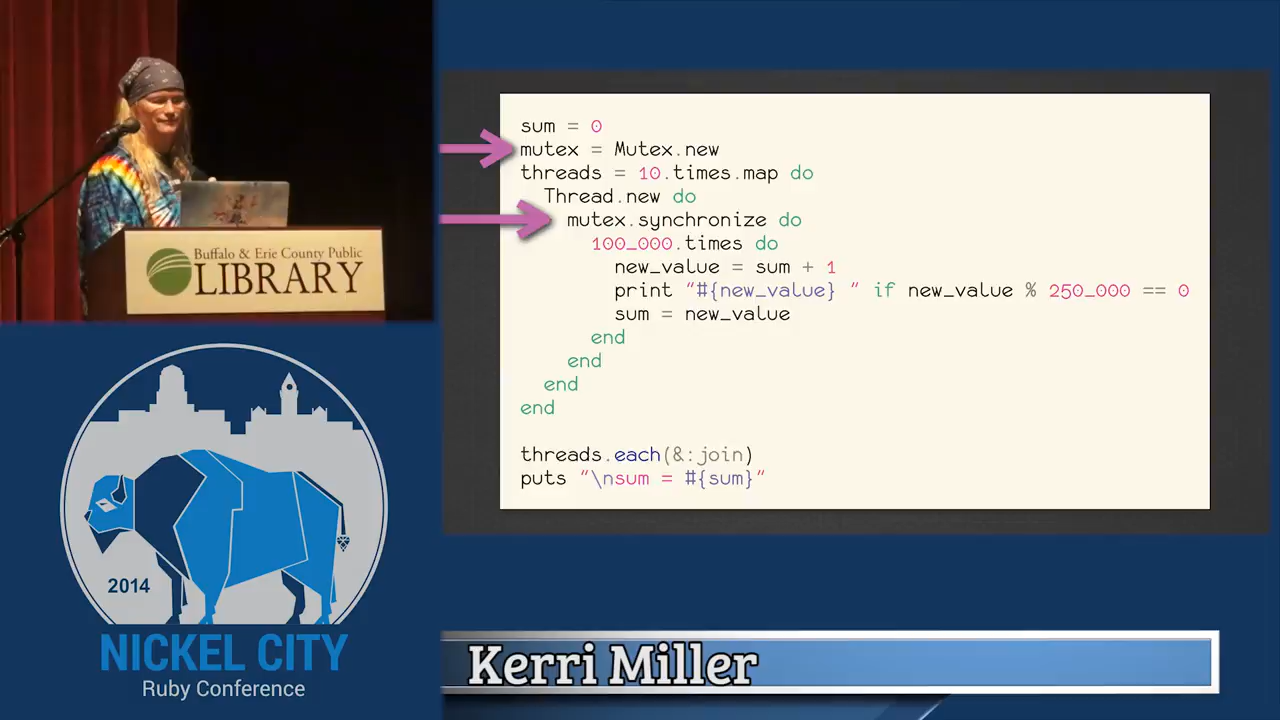 sum = 0
mutex = Mutex.new
threads = 10.times.map do
  Thread.new do
    mutex.synchronize do
      100_000.times do
        new_value = sum + 1
        print "#{new_value} " if new_value % 250_000 == 0
        sum = new_value
      end
    end
  end
end
threads.each(&:join)
puts "\nsum = #{sum}"
Buffalo & Erie County Public
LIBRARY
2014
NICKEL CITY
Ruby Conference
Kerri Miller